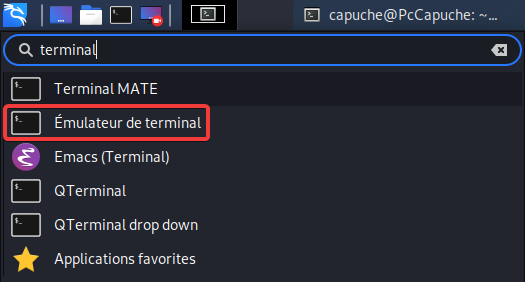 capuche@PcCapuche: ~...
terminal
Terminal MATE
Émulateur de terminal
Emacs (Terminal)
QTerminal
QTerminal drop down
Applications favorites